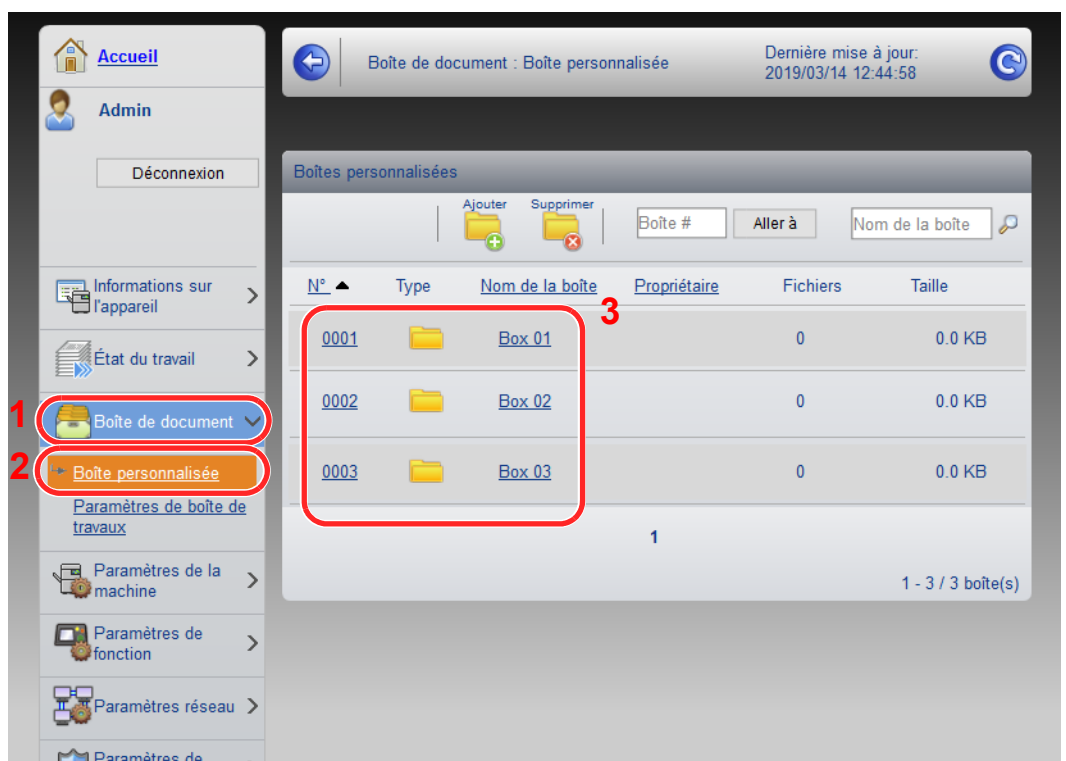 Accueil
Admin
Déconnexion
Informations sur
l'appareil
État du travail
1
Boîte de document
2
Boîte personnalisée
Paramètres de boîte de
travaux
Paramètres de la
machine
Paramètres de
fonction
Paramètres réseau
Paramètres de
Boîte de document : Boîte personnalisée
Dernière mise à jour:
2019/03/14 12:44:58
Boîtes personnalisées
Ajouter Supprimer
Boîte # Aller à Nom de la boîte
N° Type Nom de la boîte Propriétaire Fichiers Taille
3
0001 Box 01 0 0.0 KB
0002 Box 02 0 0.0 KB
0003 Box 03 0 0.0 KB
1
1 - 3 / 3 boîte(s)